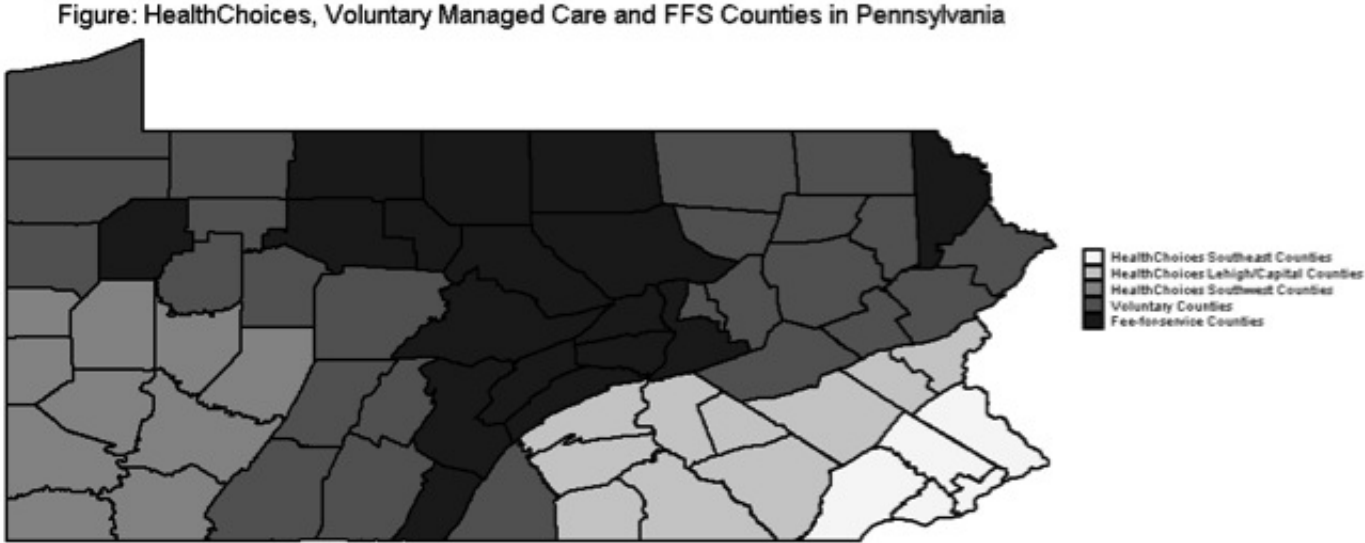 Figure: HealthChoices, Voluntary Managed Care and FFS Counties in Pennsylvania
HealthChoices Southeast Counties
HealthChoices Lehigh/Capital Counties
HealthChoices Southwest Counties
Voluntary Counties
Fee-for-service Counties